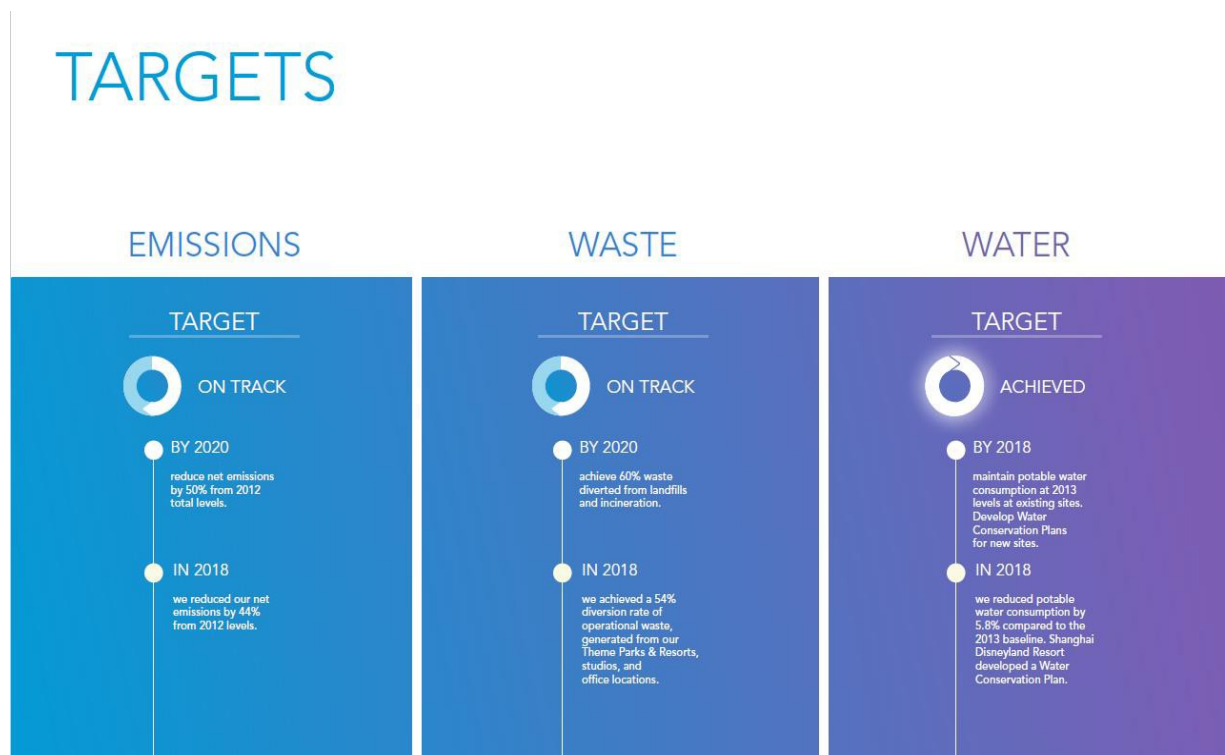 TARGETS
EMISSIONS
TARGET
ON TRACK
BY 2020
reduce net emissions
by 50% from 2012
total levels.
IN 2018
we reduced our net
emissions by 44%
from 2012 levels.
WASTE
TARGET
ON TRACK
BY 2020
achieve 60% waste
diverted from landfills
and incineration.
IN 2018
we achieved a 54%
diversion rate of
operational waste,
generated from our
Theme Parks & Resorts,
studios, and
office locations.
WATER
TARGET
ACHIEVED
BY 2018
maintain potable water
consumption at 2013
levels at existing sites.
Develop Water
Conservation Plans
for new sites.
IN 2018
we reduced potable
water consumption by
5.8% compared to the
2013 baseline. Shanghai
Disneyland Resort
developed a Water
Conservation Plan.